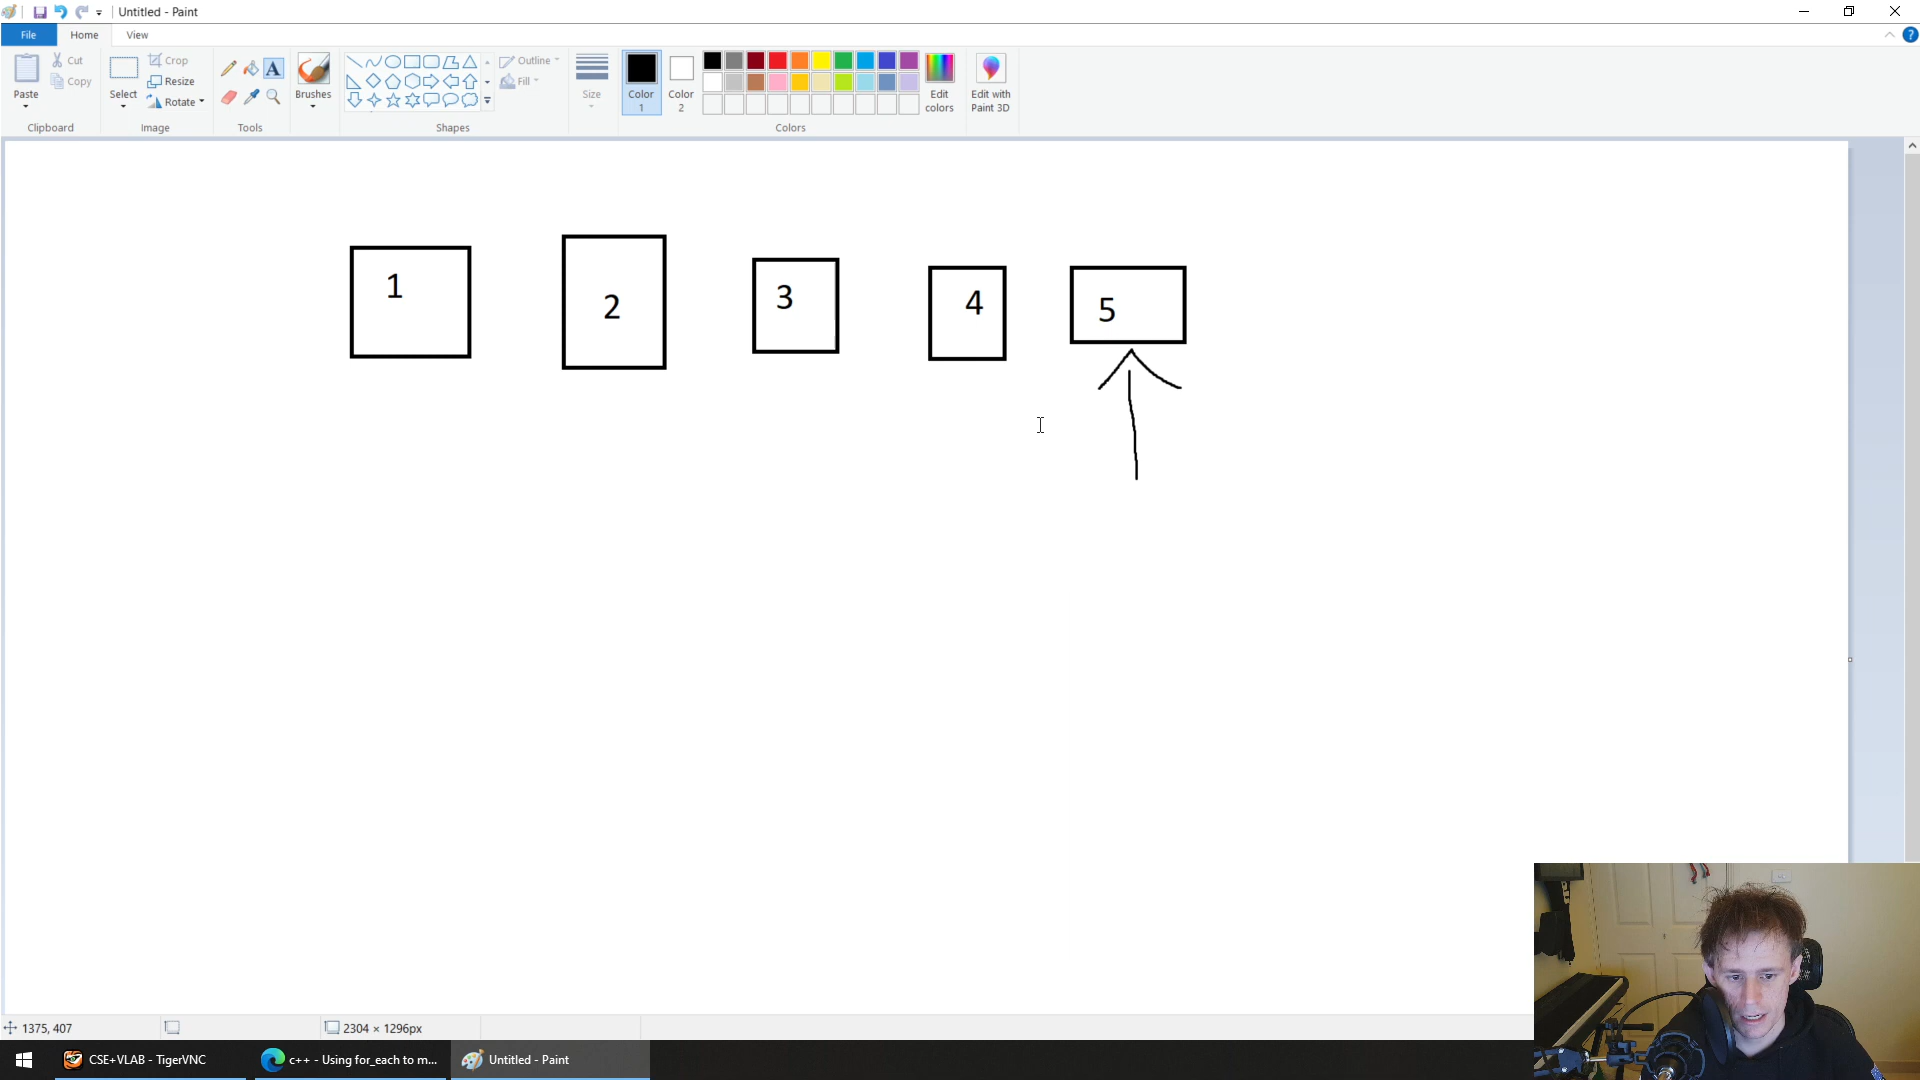 Untitled - Paint
File
Home
View
Paste
Cut
Copy
Clipboard
Select
Crop
Resize
Rotate
Image
A
Tools
Brushes
Shapes
Outline
Fill
Size
Color
1
Color
2
Edit
colors
Colors
Edit with
Paint 3D
?
1
2
3
4
5
1375, 407
2304 × 1296px
CSE+VLAB - TigerVNC
c++ - Using for_each to m...
Untitled - Paint